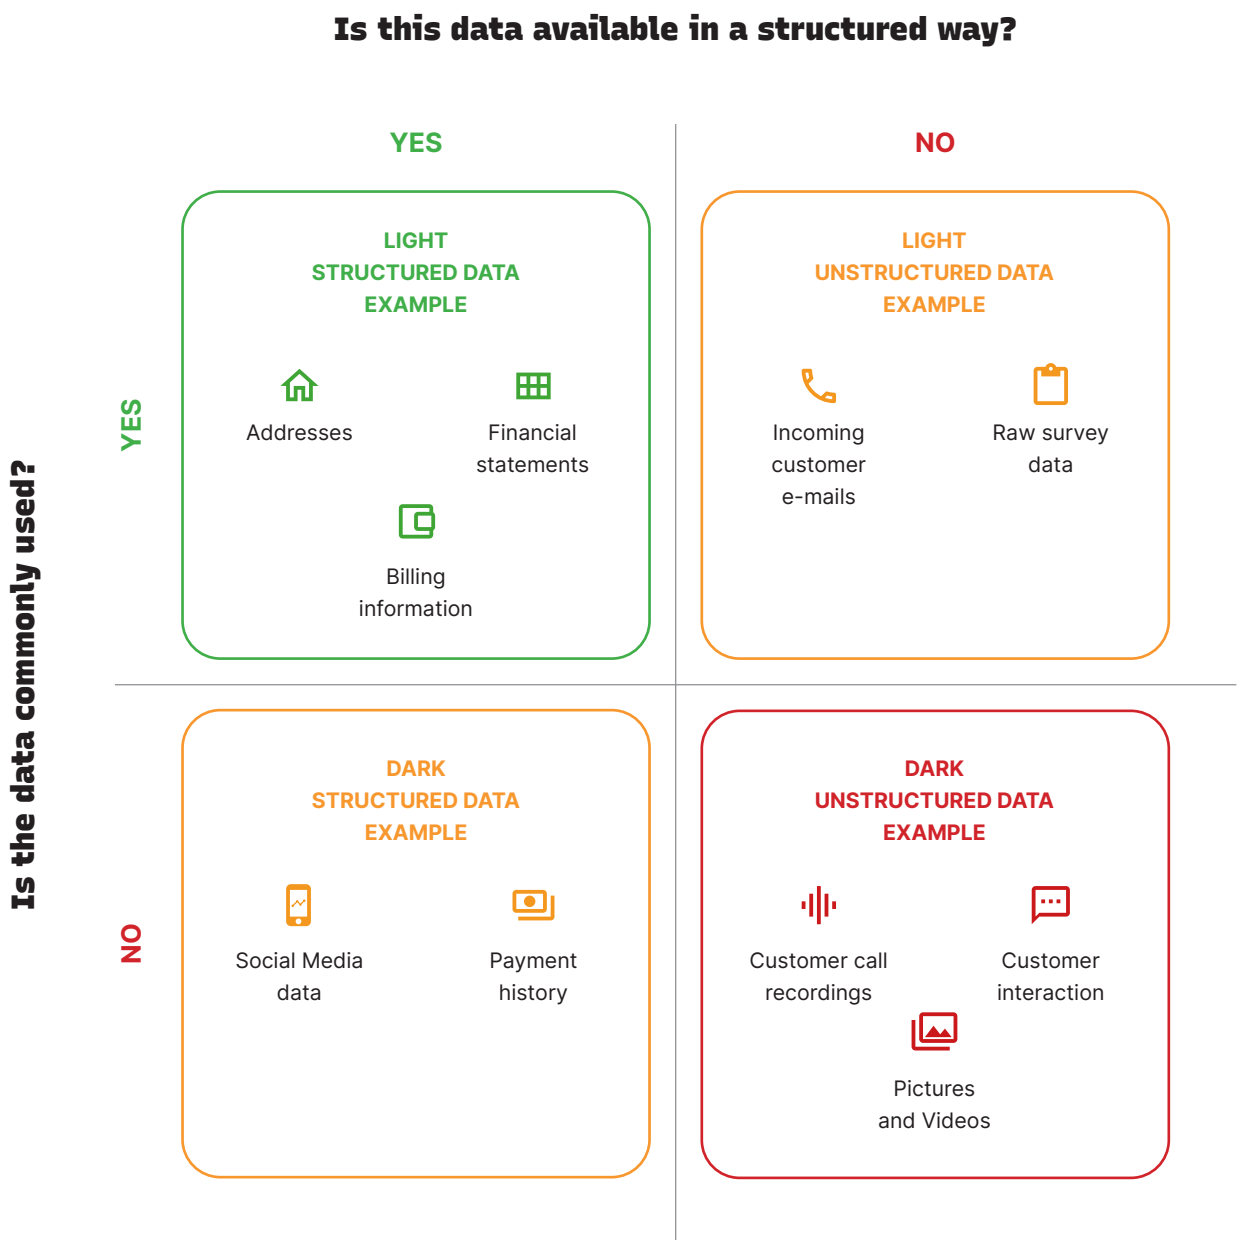 Is this data available in a structured way?
YES
NO
Is the data commonly used?
YES
LIGHT
STRUCTURED DATA
EXAMPLE
Addresses
Financial
statements
Billing
information
LIGHT
UNSTRUCTURED DATA
EXAMPLE
Incoming
customer
e-mails
Raw survey
data
NO
DARK
STRUCTURED DATA
EXAMPLE
Social Media
data
Payment
history
DARK
UNSTRUCTURED DATA
EXAMPLE
Customer call
recordings
Customer
interaction
Pictures
and Videos